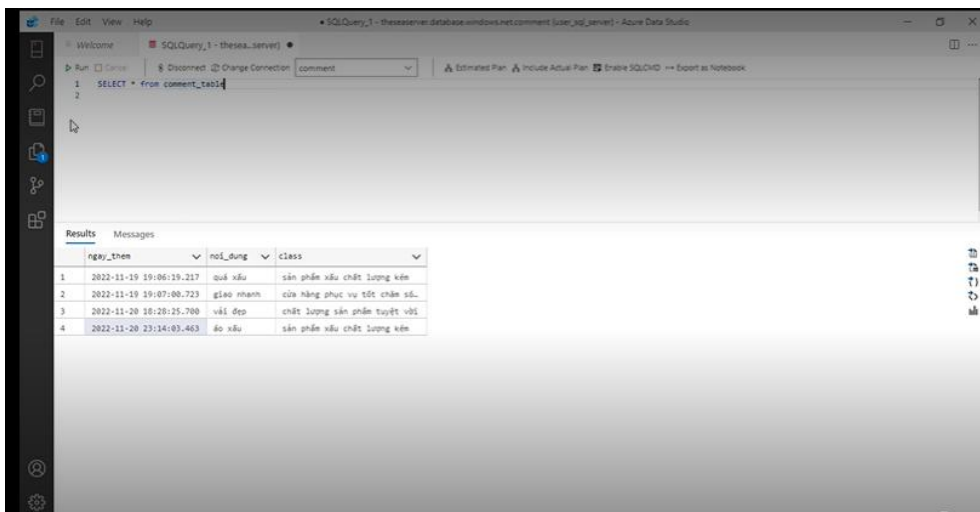 File Edit View Help
● SQLQuery_1 - theseaserver.database.windows.net.comment (user_sql_server) - Azure Data Studio
Welcome SQLQuery_1 - thesea...server) ●
Run Cancel Disconnect Change Connection comment Estimated Plan Include Actual Plan Enable SQLCMD Export as Notebook
1 SELECT * from comment_table
2
Results Messages
ngay_them noi_dung class
1 2022-11-19 19:06:19.217 quá xấu sản phẩm xấu chất lượng kém
2 2022-11-19 19:07:00.723 giao nhanh cửa hàng phục vụ tốt chăm số…
3 2022-11-20 18:28:25.700 vải đẹp chất lượng sản phẩm tuyệt vời
4 2022-11-20 23:14:03.463 áo xấu sản phẩm xấu chất lượng kém